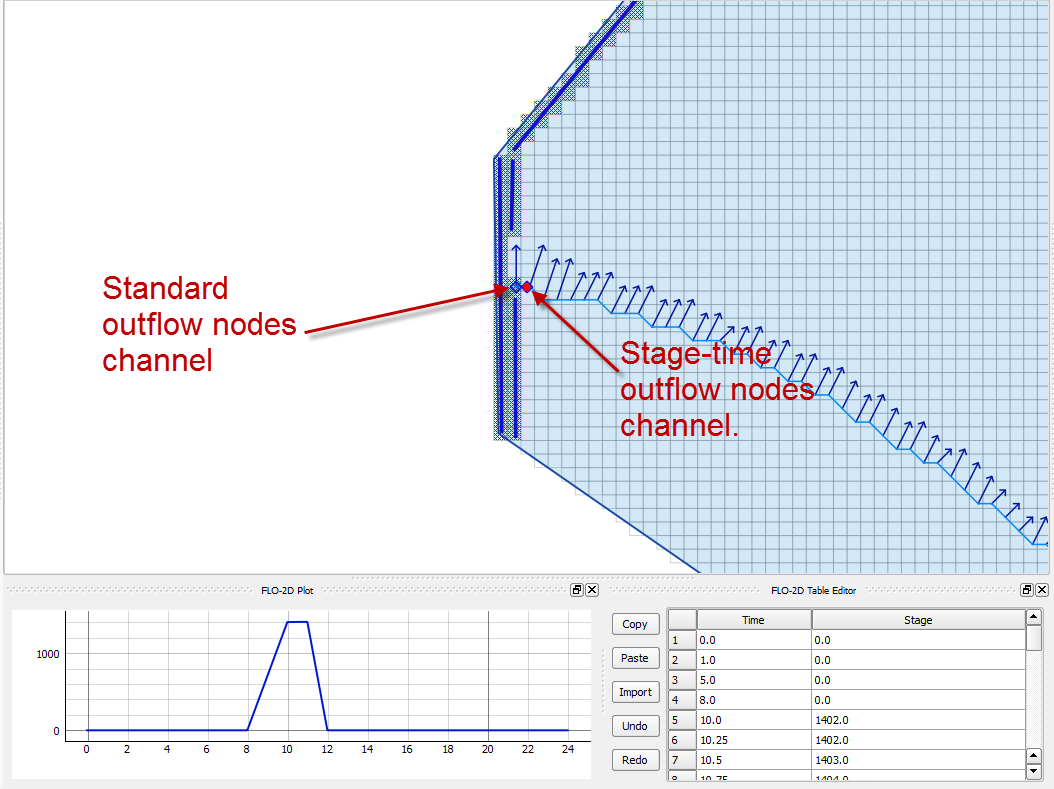 Standard
outflow nodes
channel
Stage-time
outflow nodes
channel.
FLO-2D Plot
1000
0
0 2 4 6 8 10 12 14 16 18 20 22 24
Copy
Paste
Import
Undo
Redo
FLO-2D Table Editor
Time Stage
1 0.0 0.0
2 1.0 0.0
3 5.0 0.0
4 8.0 0.0
5 10.0 1402.0
6 10.25 1402.0
7 10.5 1403.0
8 10.75 1404.0